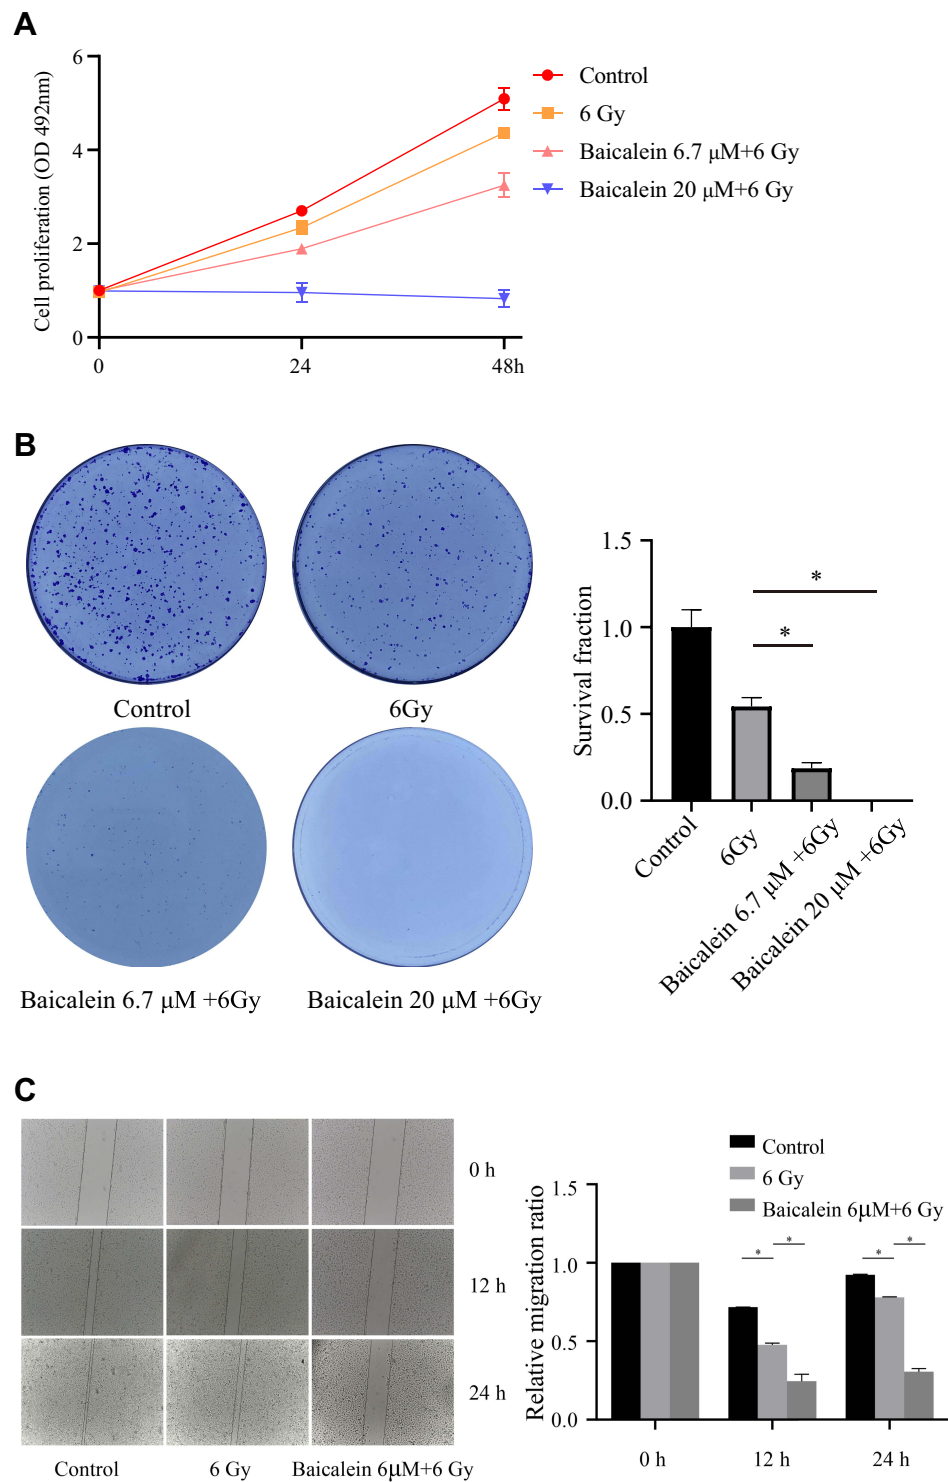 A
6
4
2
0
Cell proliferation (OD 492nm)
0
24
48h
Control
6 Gy
Baicalein 6.7 μM+6 Gy
Baicalein 20 μM+6 Gy
B
Control
6Gy
Baicalein 6.7 μM +6Gy
Baicalein 20 μM +6Gy
1.5
1.0
0.5
0.0
Survival fraction
*
*
Control
6Gy
Baicalein 6.7 μM +6Gy
Baicalein 20 μM +6Gy
C
0 h
12 h
24 h
Control
6 Gy
Baicalein 6μM+6 Gy
Control
6 Gy
Baicalein 6μM+6 Gy
1.5
1.0
0.5
0.0
Relative migration ratio
*
*
*
*
0 h
12 h
24 h